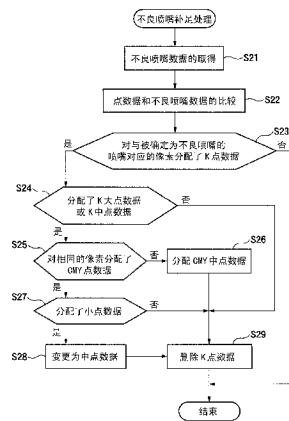 不良喷嘴补足处理
不良喷嘴数据的取得
S21
点数据和不良喷嘴数据的比较
S22
S23
对与被确定为不良喷嘴的
喷嘴对应的像素分配了K点数据
是
否
S24
分配了K大点数据
或K中点数据
否
是
S25
S26
对相同的像素分配了
CMY点数据
否
分配CMY中点数据
S27
是
分配了小点数据
否
是
S28
S29
变更为中点数据
删除K点数据
结束